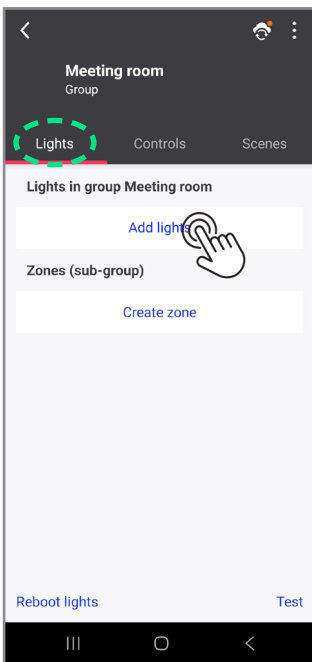 Meeting room
Group
Lights Controls Scenes
Lights in group Meeting room
Add lights
Zones (sub-group)
Create zone
Reboot lights Test